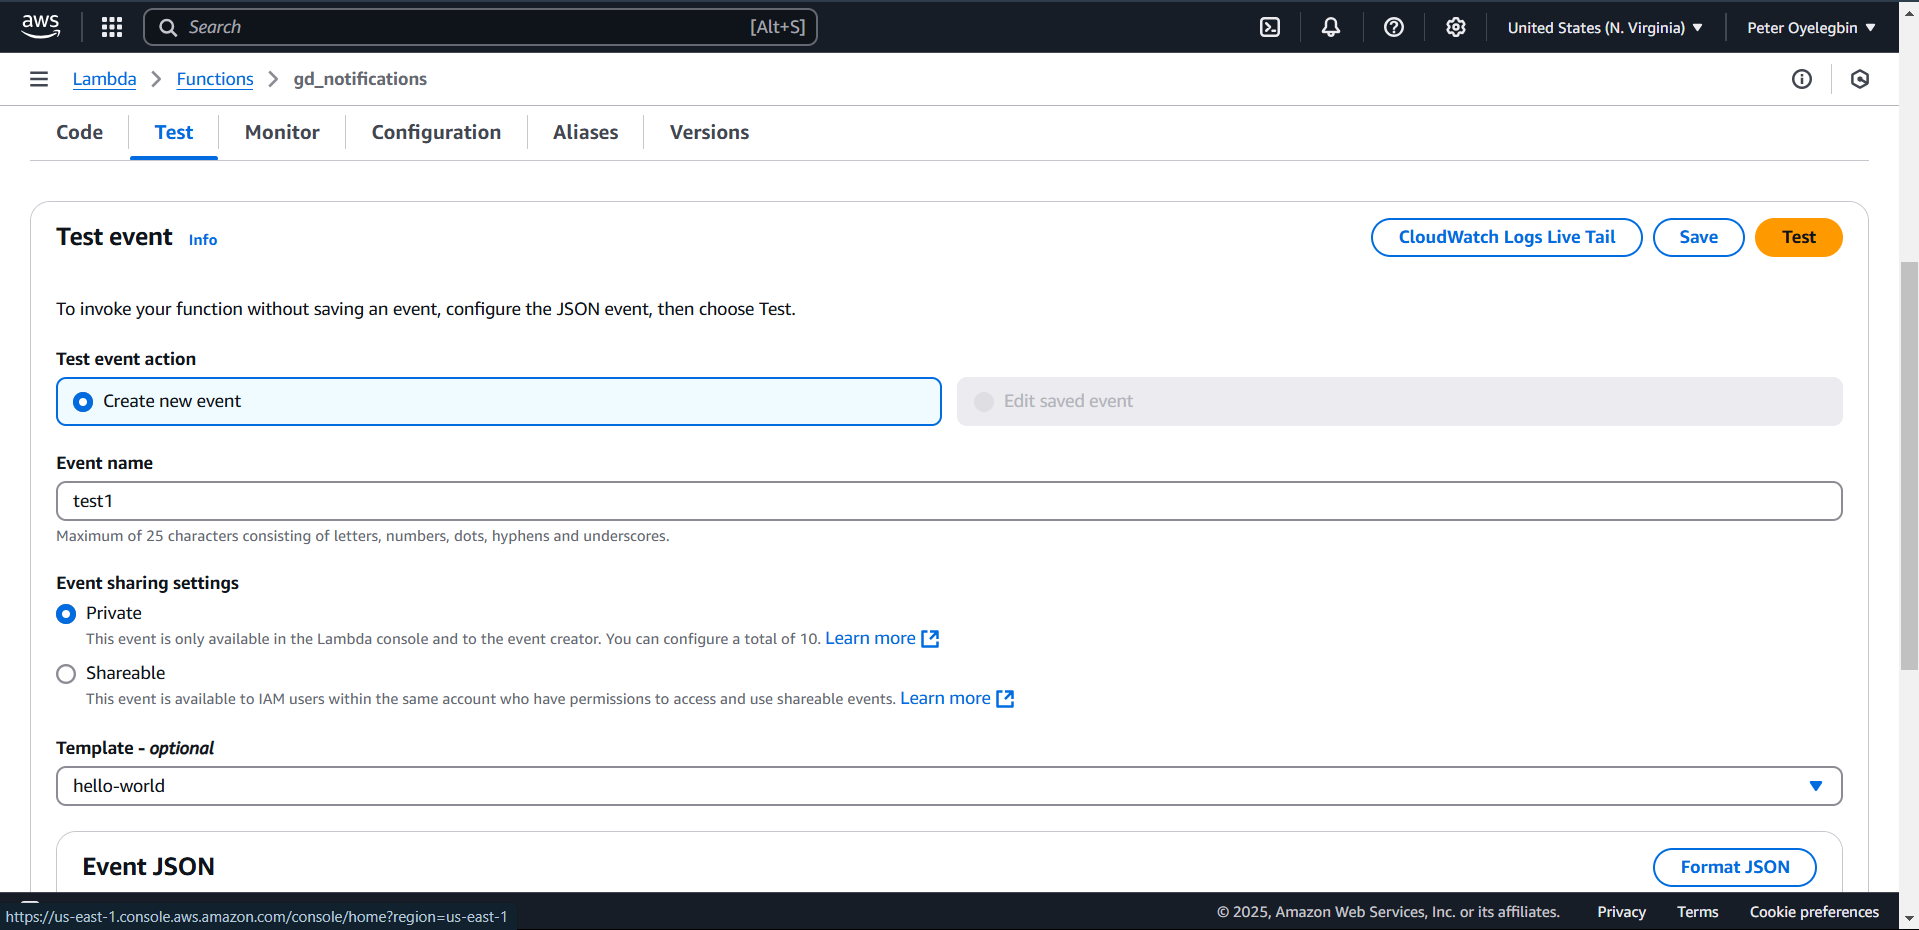 aws
Search [Alt+S]
United States (N. Virginia)
Peter Oyelegbin
Lambda Functions gd_notifications
Code Test Monitor Configuration Aliases Versions
Test event Info
CloudWatch Logs Live Tail Save Test
To invoke your function without saving an event, configure the JSON event, then choose Test.
Test event action
Create new event Edit saved event
Event name
test1
Maximum of 25 characters consisting of letters, numbers, dots, hyphens and underscores.
Event sharing settings
Private
This event is only available in the Lambda console and to the event creator. You can configure a total of 10. Learn more
Shareable
This event is available to IAM users within the same account who have permissions to access and use shareable events. Learn more
Template - optional
hello-world
Event JSON Format JSON
https://us-east-1.console.aws.amazon.com/console/home?region=us-east-1
© 2025, Amazon Web Services, Inc. or its affiliates. Privacy Terms Cookie preferences